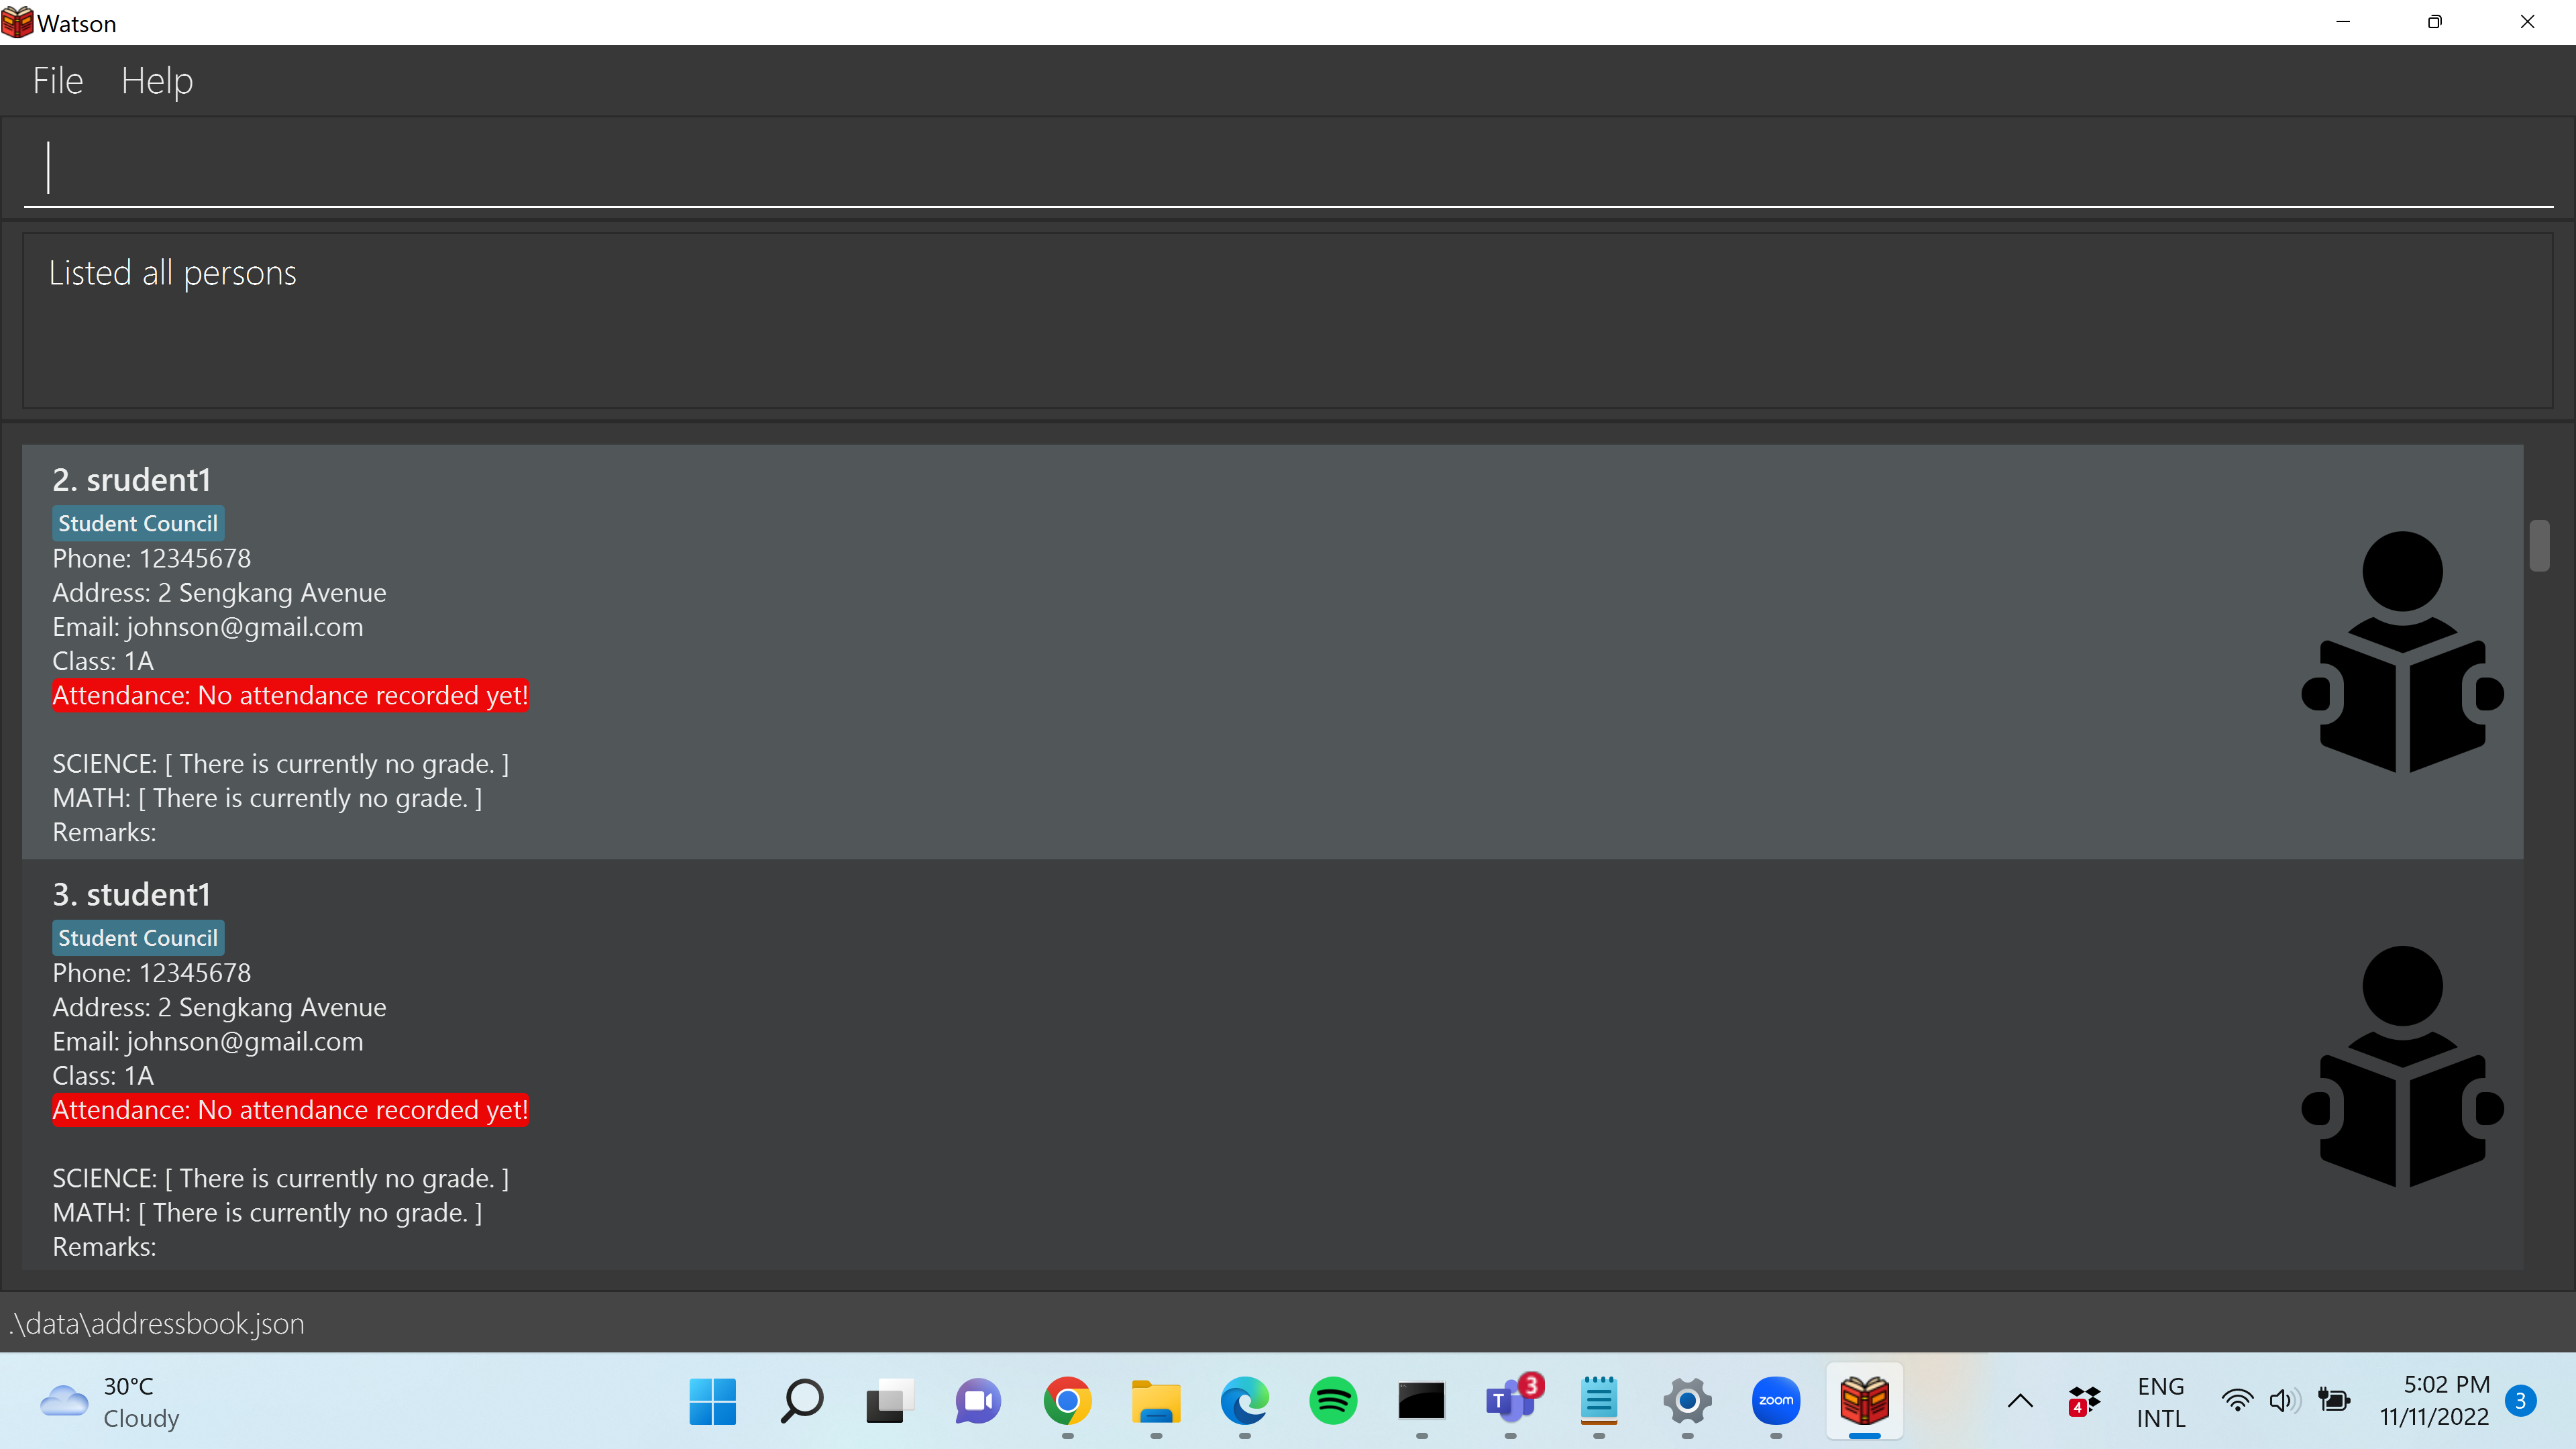 Watson
File Help
Listed all persons
2. srudent1
Student Council
Phone: 12345678
Address: 2 Sengkang Avenue
Email: johnson@gmail.com
Class: 1A
Attendance: No attendance recorded yet!
SCIENCE: [ There is currently no grade. ]
MATH: [ There is currently no grade. ]
Remarks:
3. student1
Student Council
Phone: 12345678
Address: 2 Sengkang Avenue
Email: johnson@gmail.com
Class: 1A
Attendance: No attendance recorded yet!
SCIENCE: [ There is currently no grade. ]
MATH: [ There is currently no grade. ]
Remarks:
.\data\addressbook.json
30°C
Cloudy
T
3
zoom
4
ENG
INTL
5:02 PM
11/11/2022
3